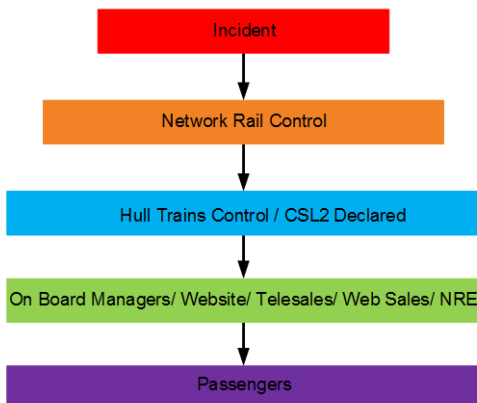 Incident
Network Rail Control
Hull Trains Control / CSL2 Declared
On Board Managers/ Website/ Telesales/ Web Sales/ NRE
Passengers